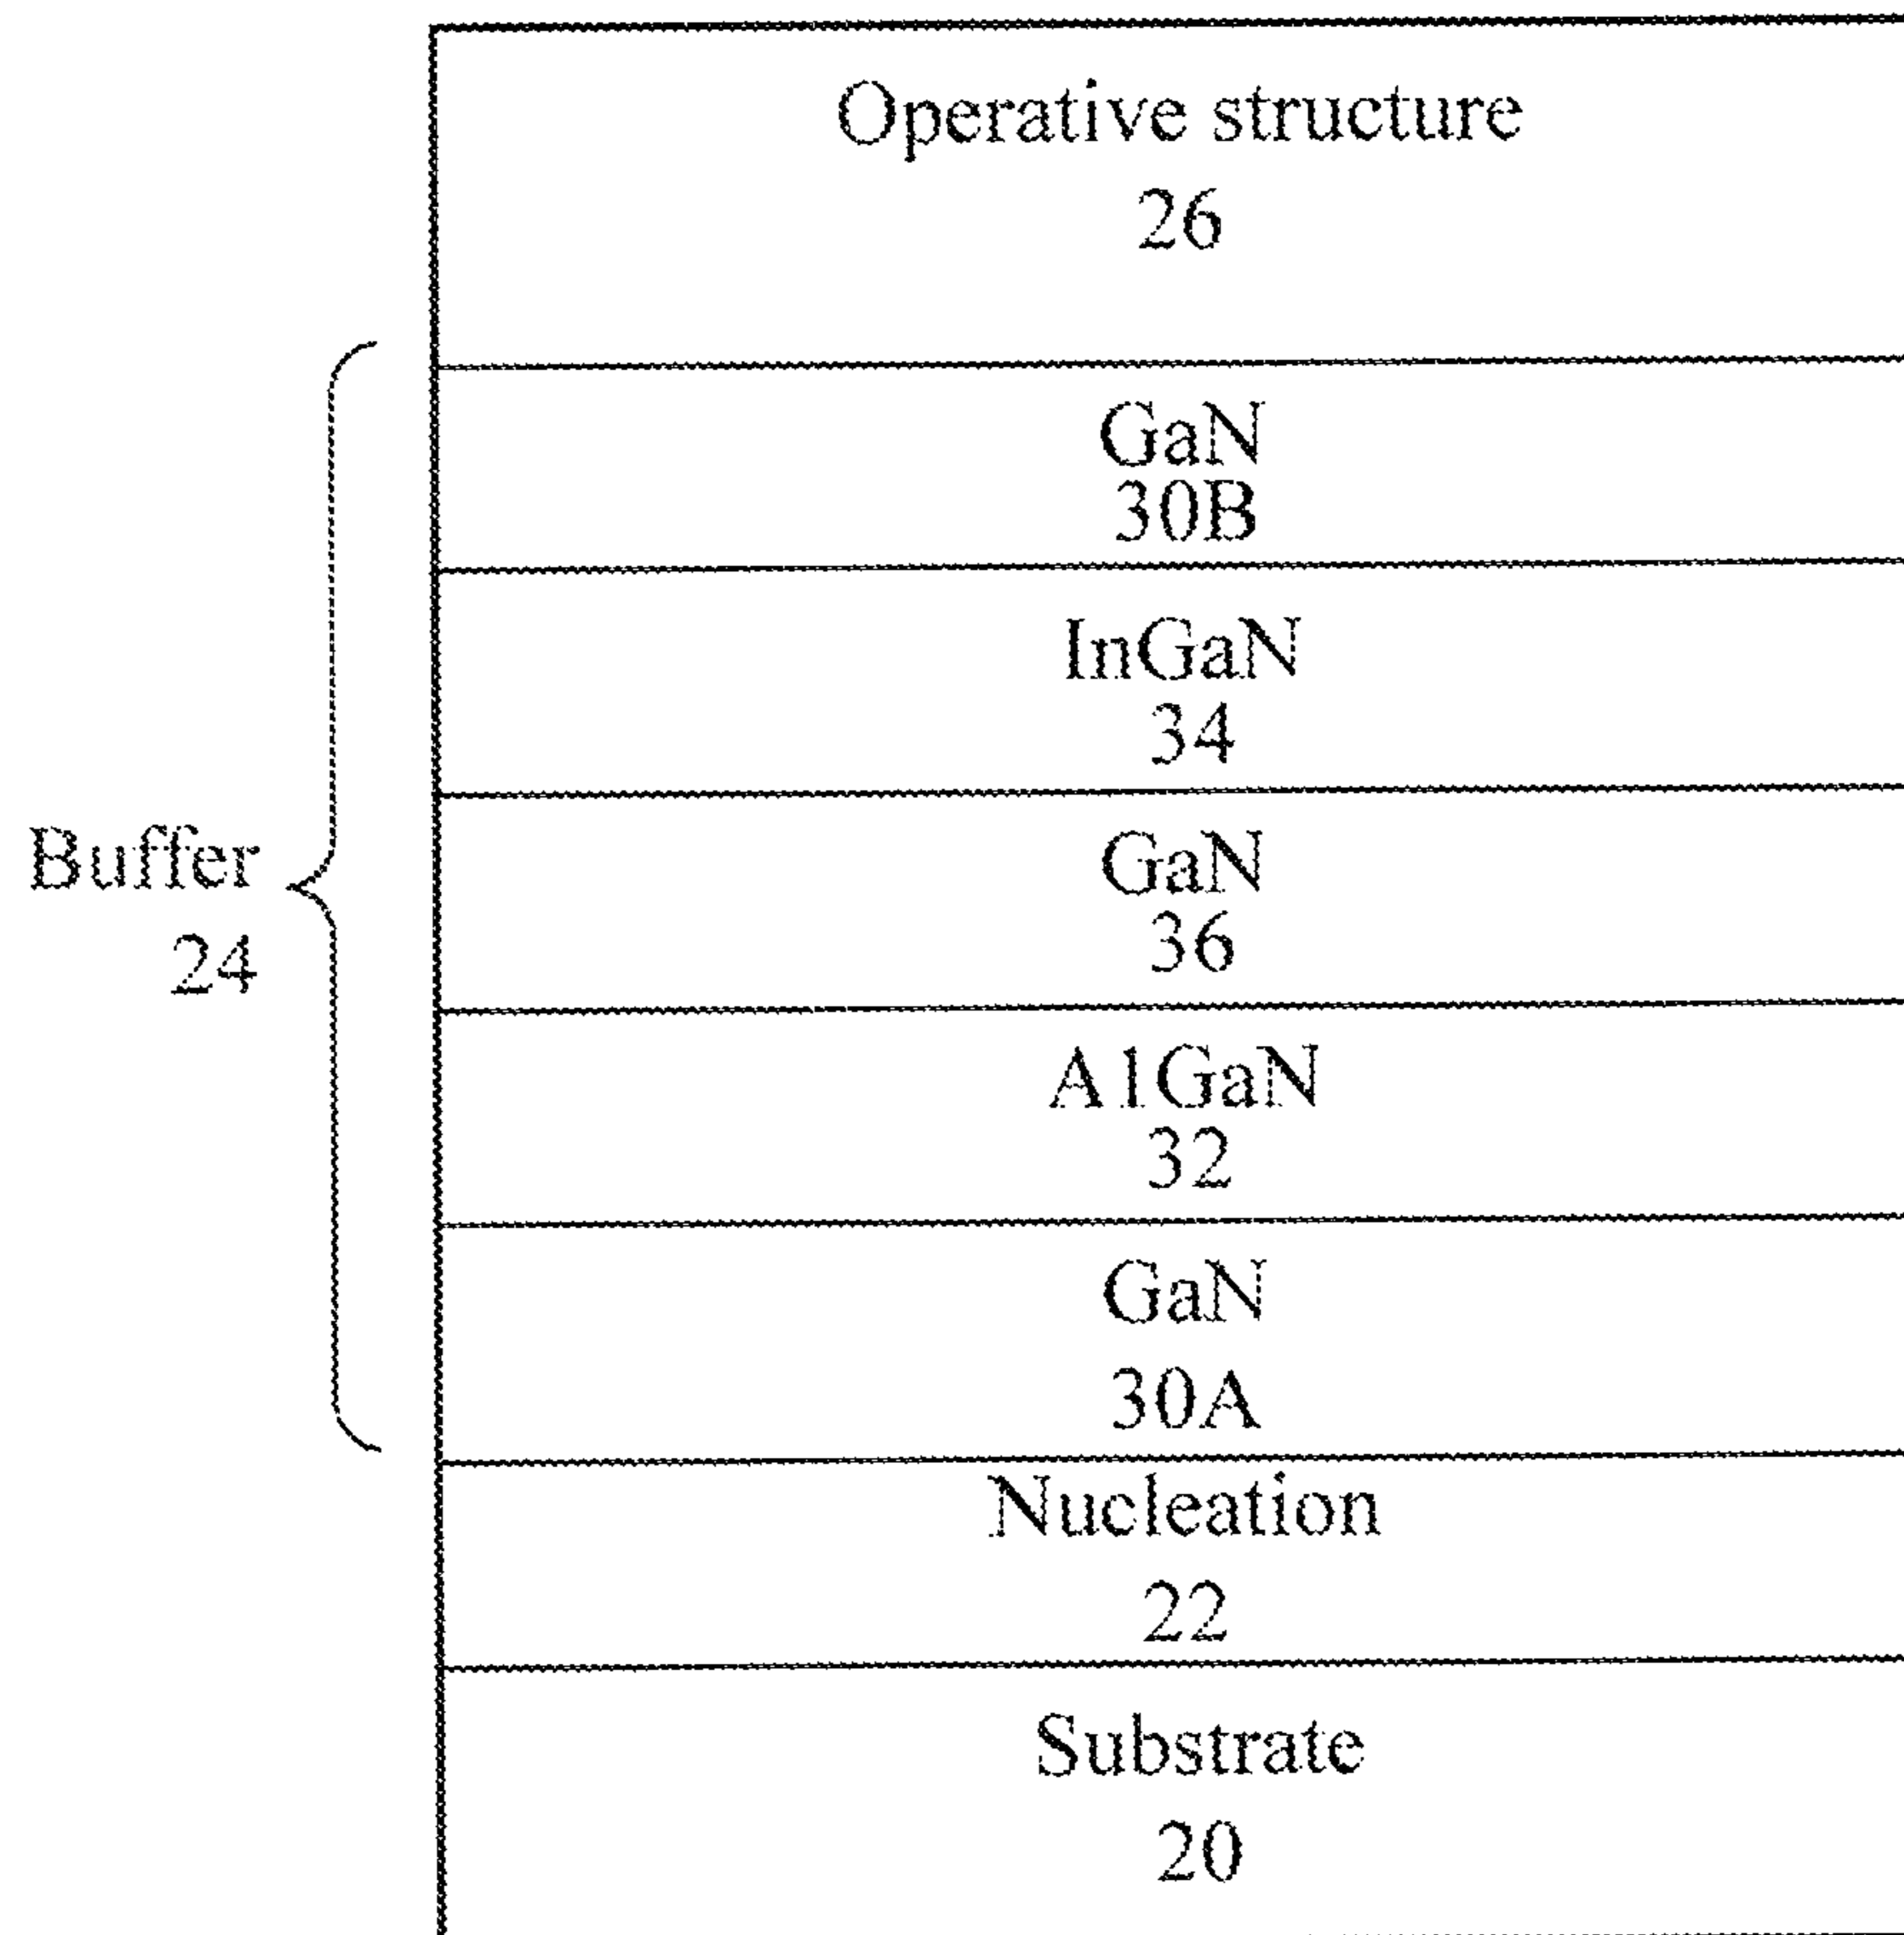 Operative structure
26
GaN
30B
InGaN
34
GaN
36
Buffer
24
AlGaN
32
GaN
30A
Nucleation
22
Substrate
20